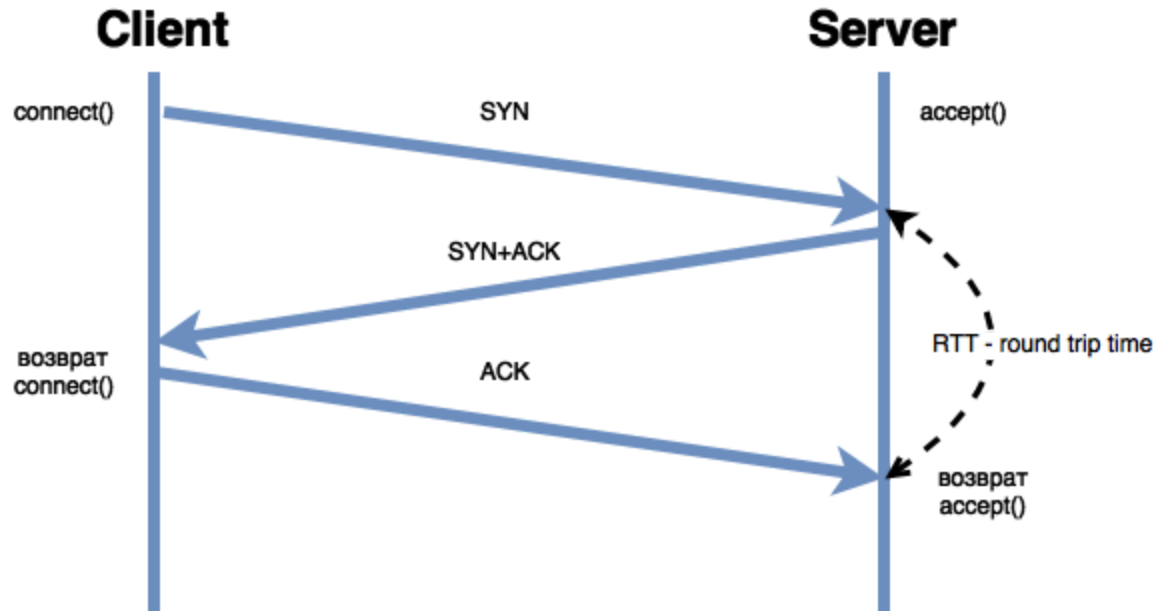 Client
Server
connect()
SYN
accept()
SYN+ACK
RTT - round trip time
возврат
connect()
ACK
возврат
accept()